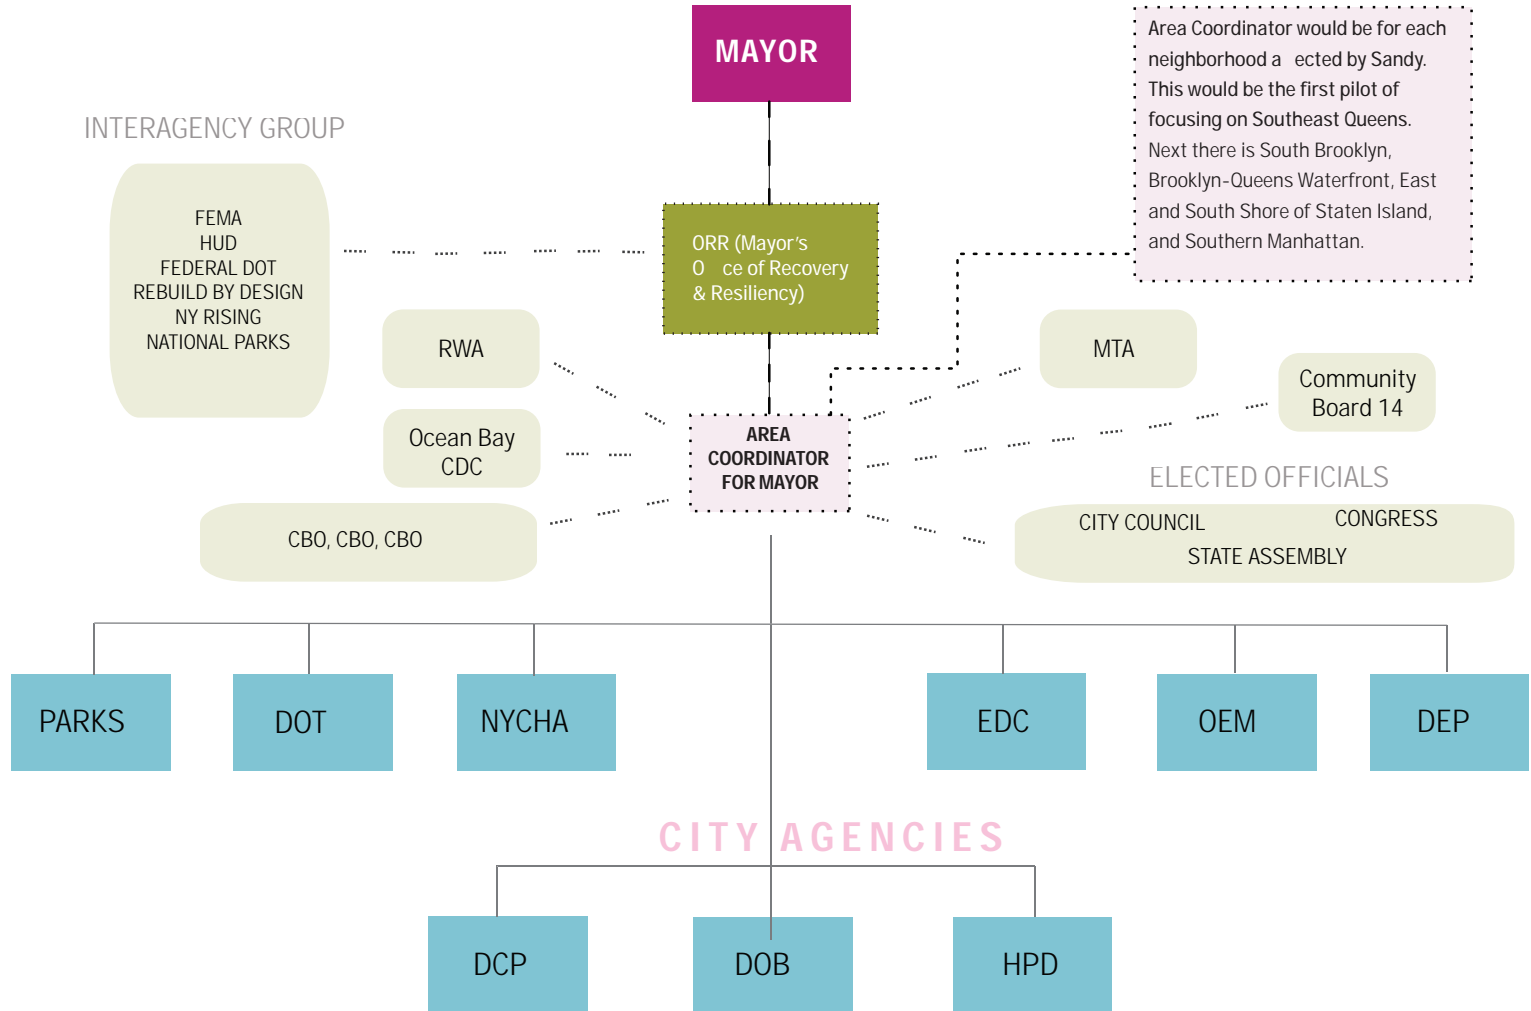 MAYOR
Area Coordinator would be for each
neighborhood a ected by Sandy.
This would be the first pilot of
focusing on Southeast Queens.
Next there is South Brooklyn,
Brooklyn-Queens Waterfront, East
and South Shore of Staten Island,
and Southern Manhattan.
INTERAGENCY GROUP
FEMA
HUD
FEDERAL DOT
REBUILD BY DESIGN
NY RISING
NATIONAL PARKS
ORR (Mayor's
O ce of Recovery
& Resiliency)
RWA
MTA
Community
Board 14
Ocean Bay
CDC
AREA
COORDINATOR
FOR MAYOR
ELECTED OFFICIALS
CITY COUNCIL
CONGRESS
STATE ASSEMBLY
CBO, CBO, CBO
PARKS
DOT
NYCHA
EDC
OEM
DEP
CITY AGENCIES
DCP
DOB
HPD